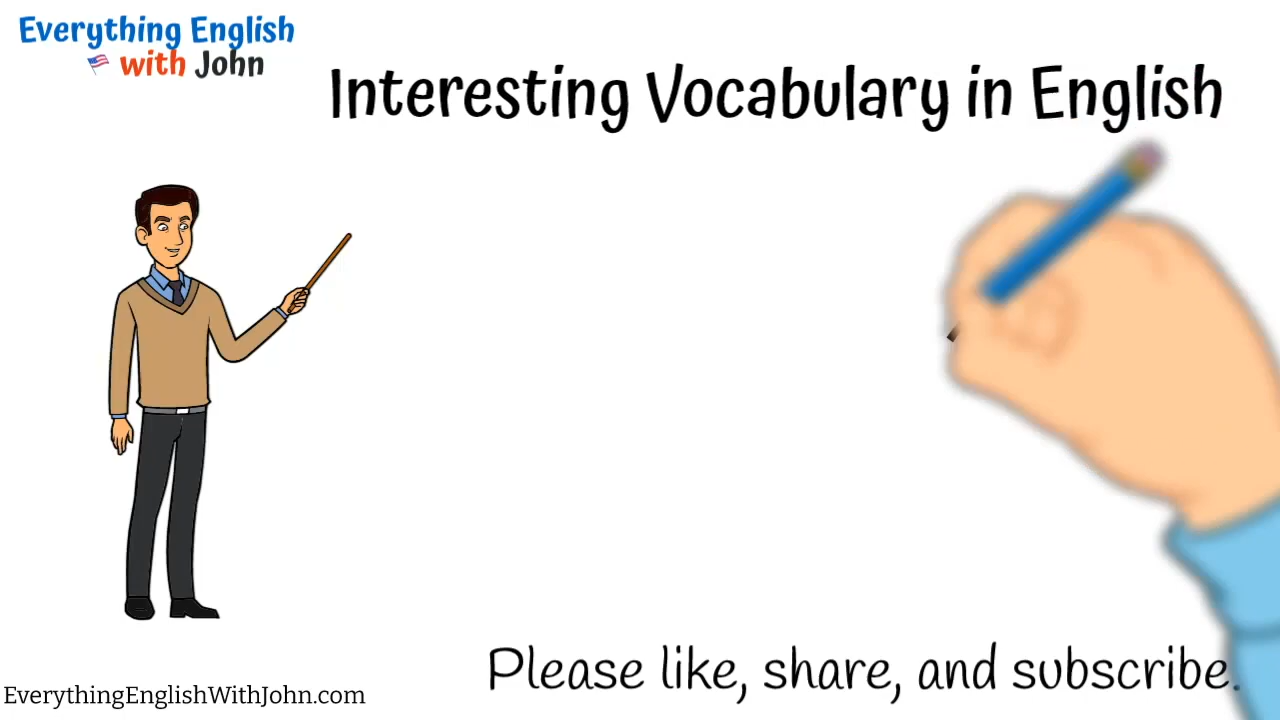 Everything English
with John
Interesting Vocabulary in English
Please like, share, and subscribe.
EverythingEnglishWithJohn.com